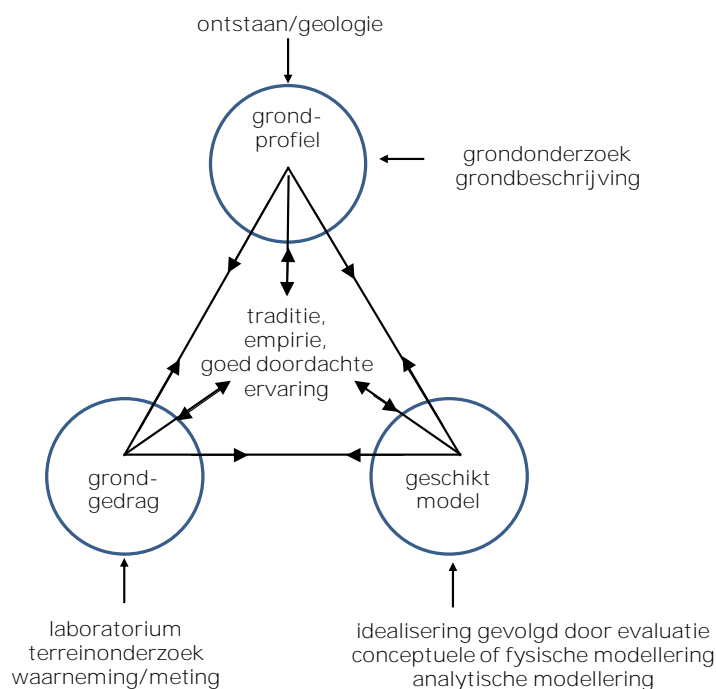 ontstaan/geologie
grond-
profiel
grondonderzoek
grondbeschrijving
traditie,
empirie,
goed doordachte
ervaring
grond-
gedrag
geschikt
model
laboratorium
terreinonderzoek
waarneming/meting
idealisering gevolgd door evaluatie
conceptuele of fysische modellering
analytische modellering